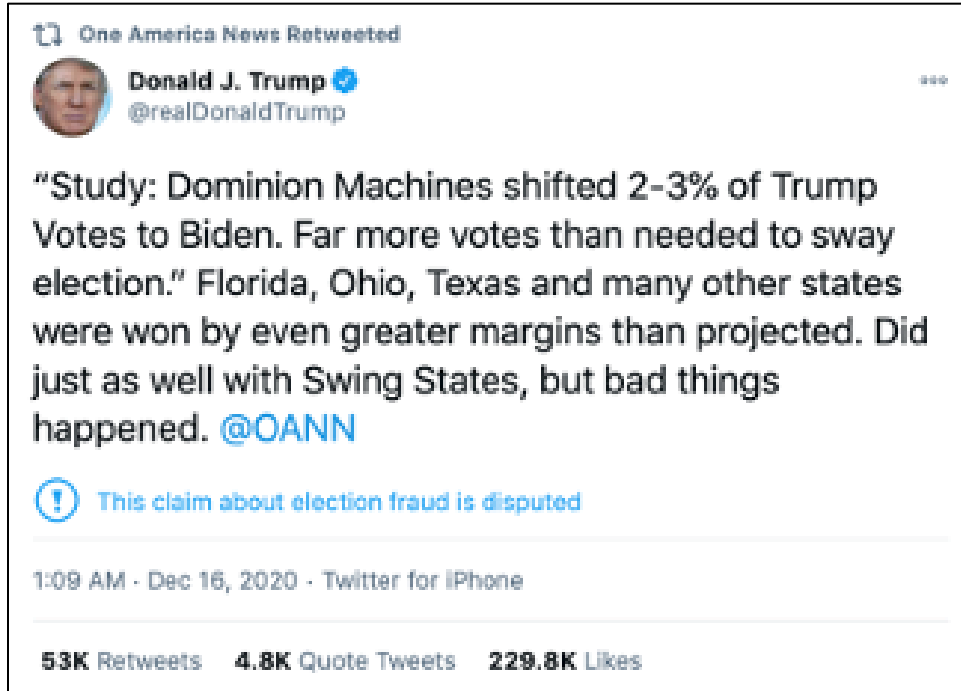 One America News Retweeted
Donald J. Trump
@realDonaldTrump
“Study: Dominion Machines shifted 2-3% of Trump
Votes to Biden. Far more votes than needed to sway
election.” Florida, Ohio, Texas and many other states
were won by even greater margins than projected. Did
just as well with Swing States, but bad things
happened. @OANN
This claim about election fraud is disputed
1:09 AM · Dec 16, 2020 · Twitter for iPhone
53K Retweets 4.8K Quote Tweets 229.8K Likes